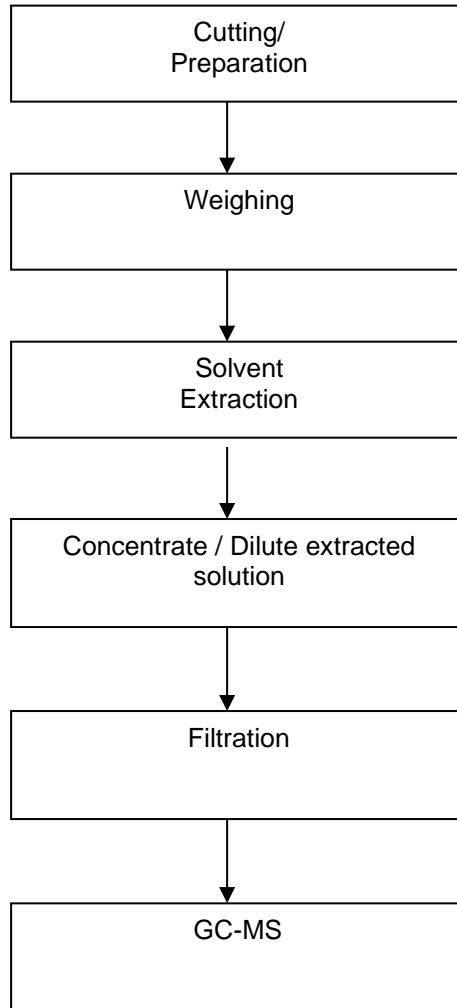 Cutting/
Preparation
Weighing
Solvent
Extraction
Concentrate / Dilute extracted
solution
Filtration
GC-MS